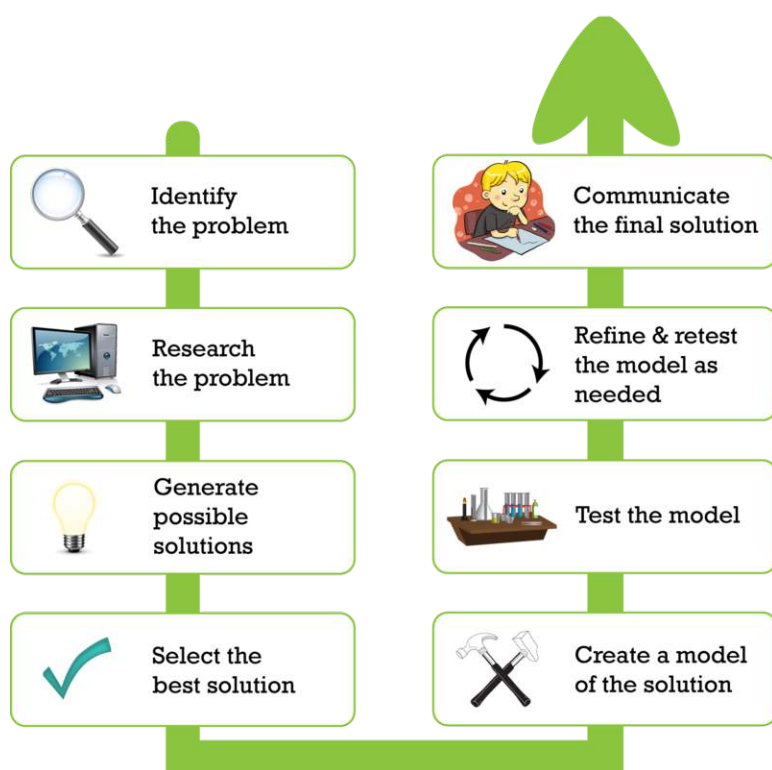 Identify
the problem
Research
the problem
Generate
possible
solutions
Select the
best solution
Create a model
of the solution
Test the model
Refine & retest
the model as
needed
Communicate
the final solution